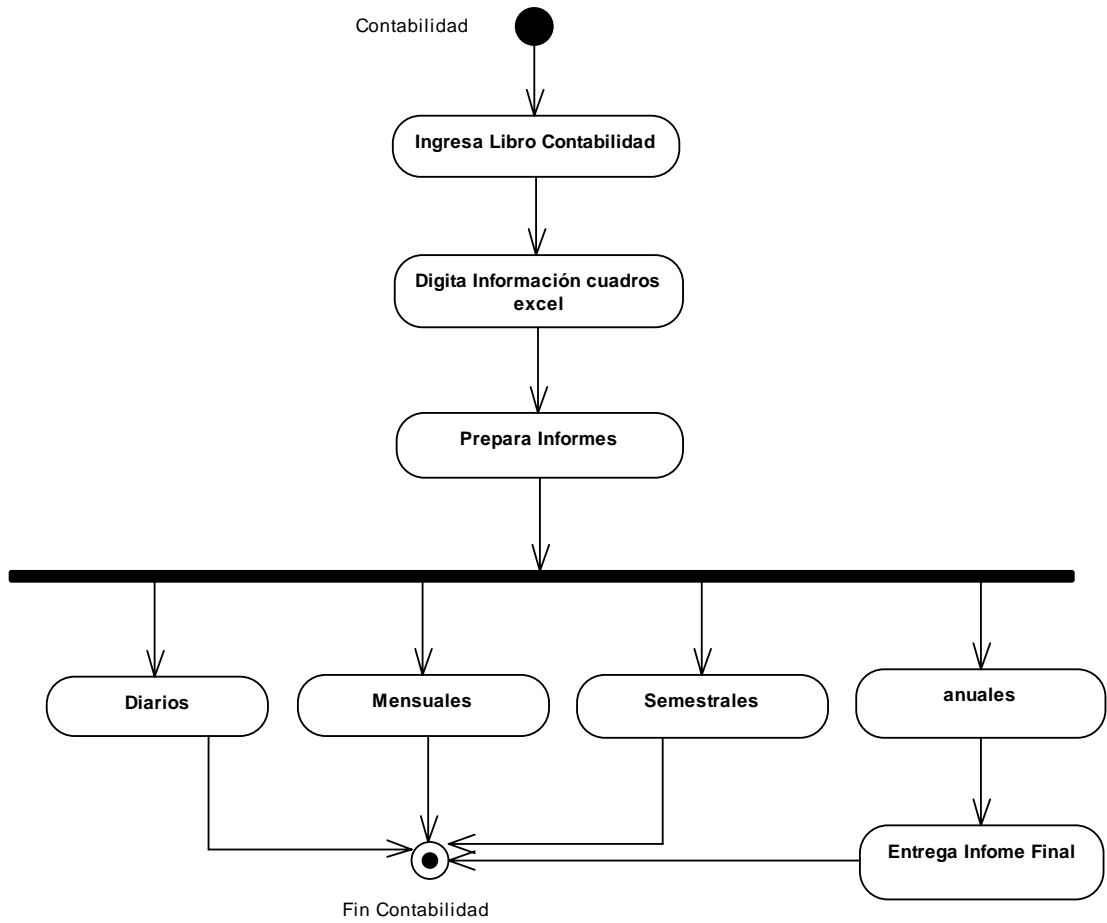 Contabilidad
Ingresa Libro Contabilidad
Digita Información cuadros
excel
Prepara Informes
Diarios
Mensuales
Semestrales
anuales
Entrega Infome Final
Fin Contabilidad